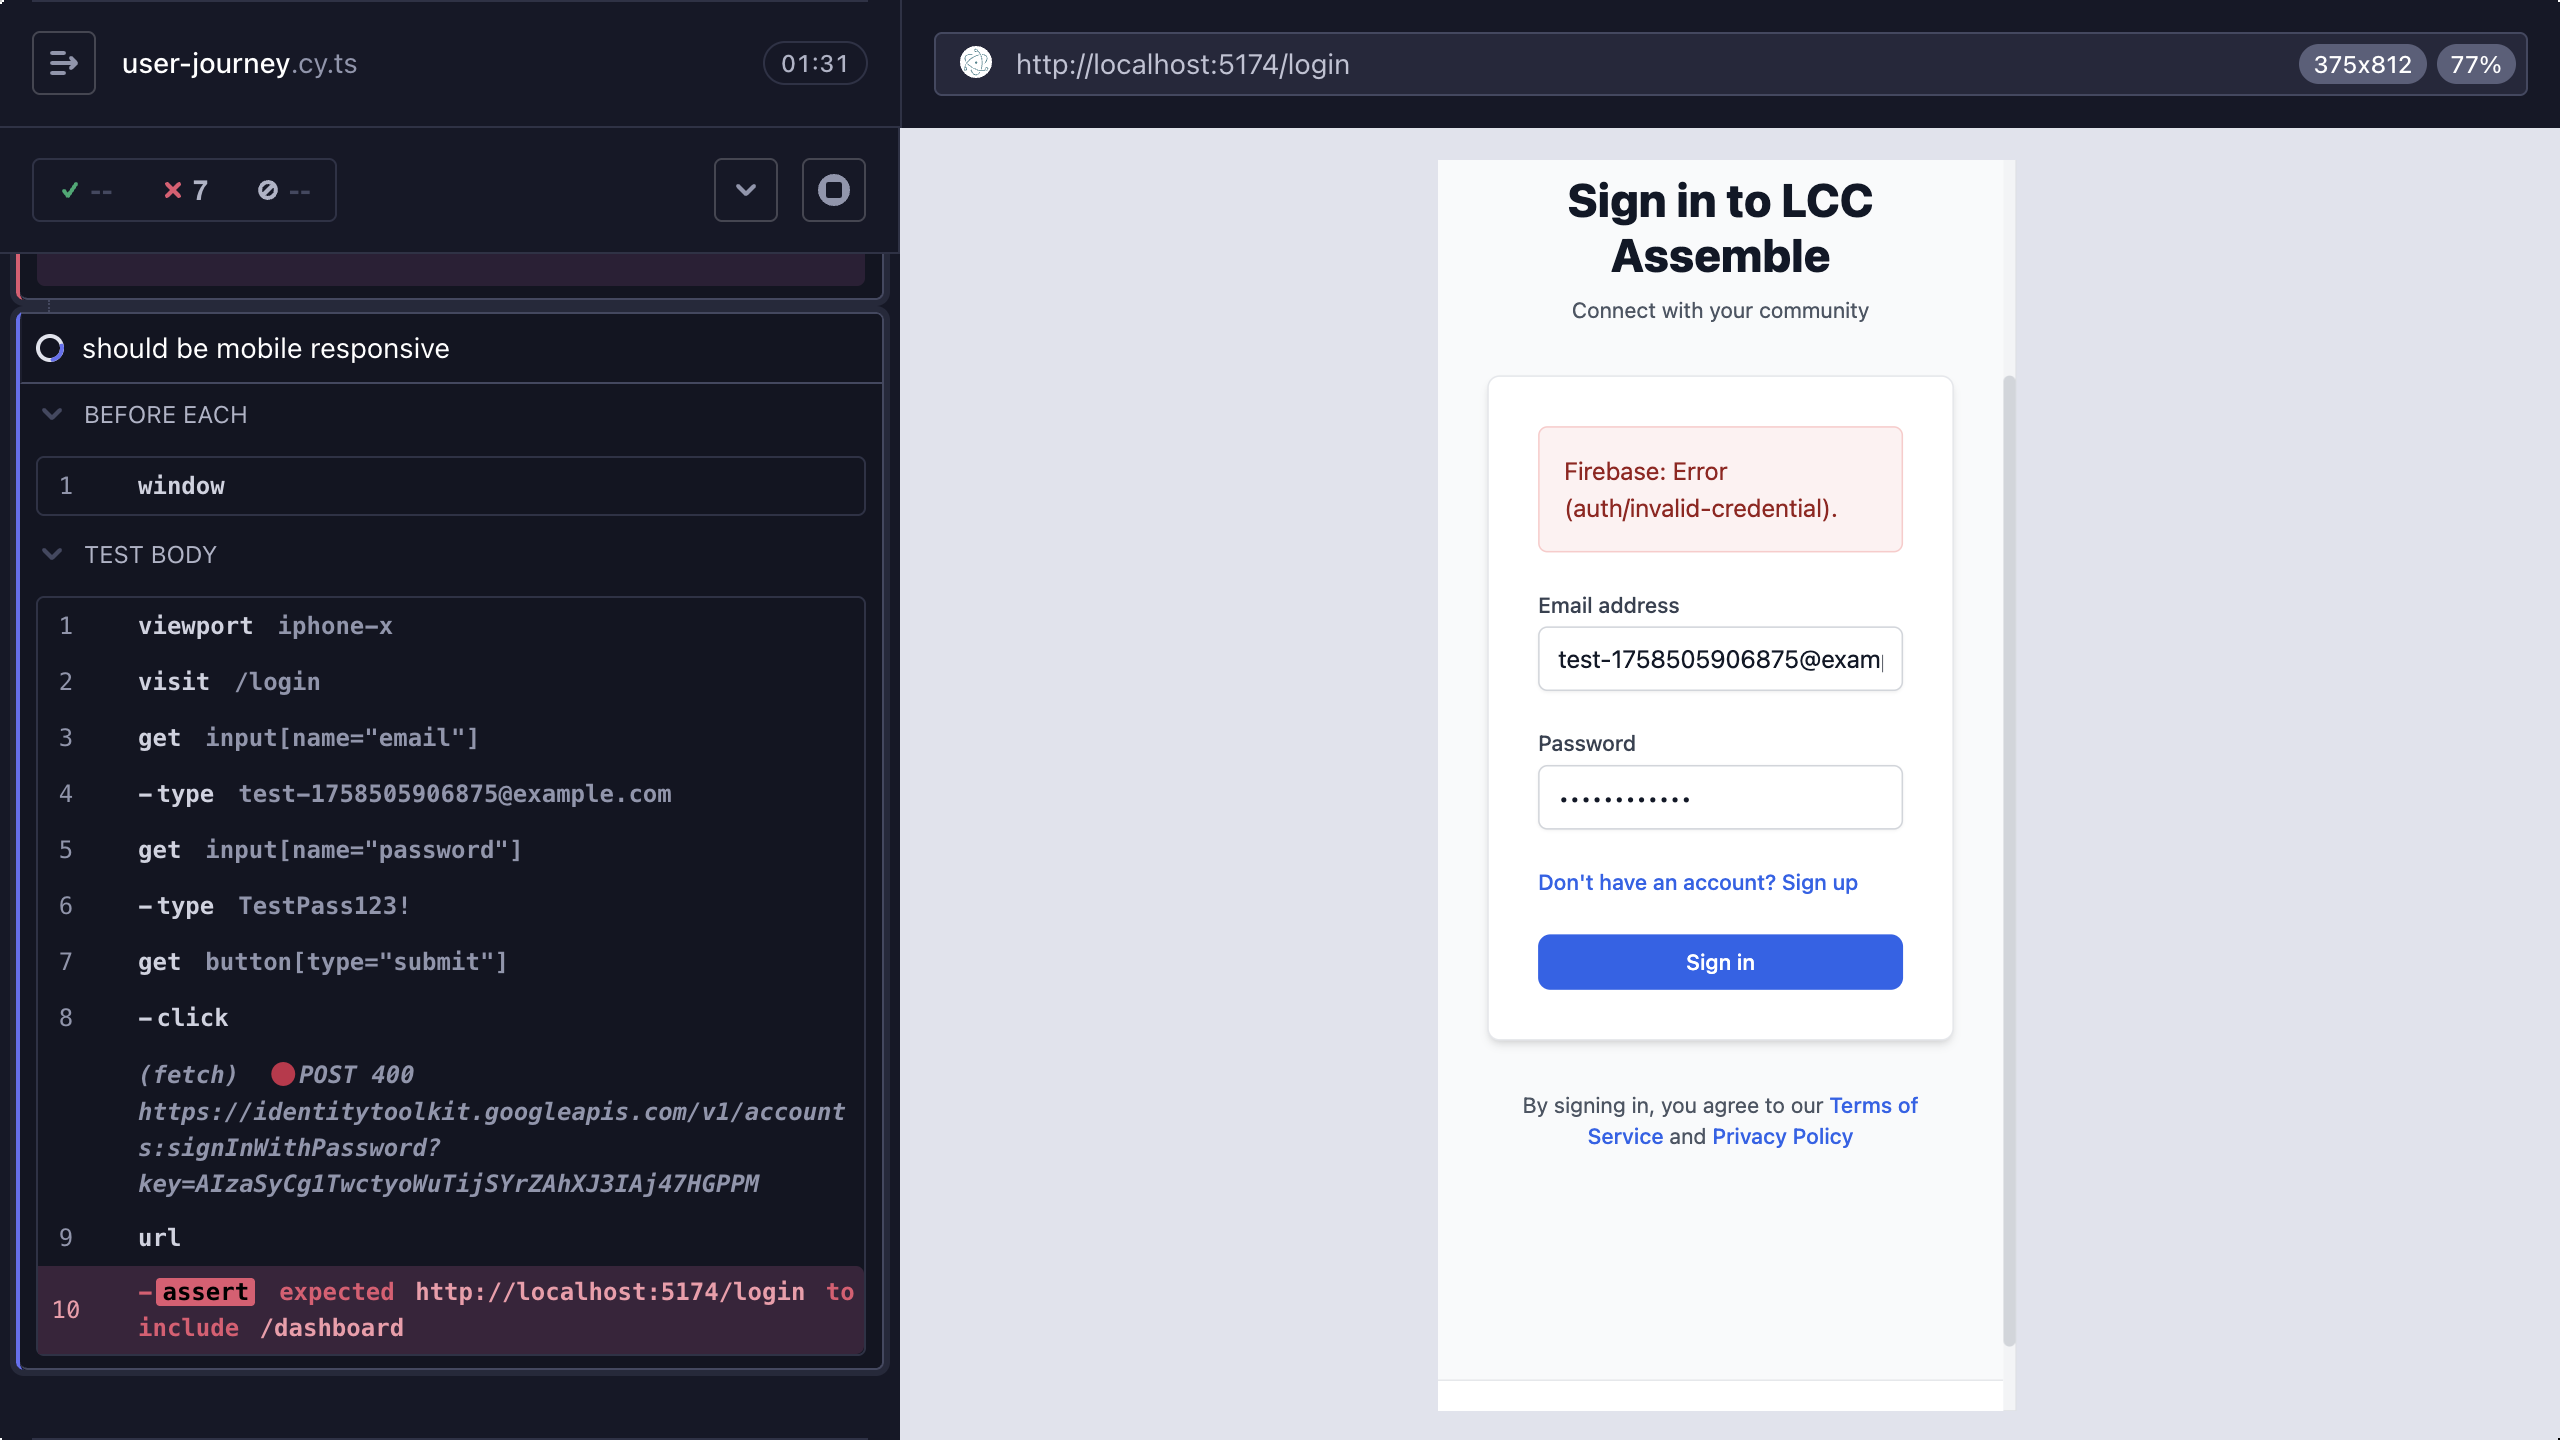 user-journey.cy.ts
01:31
-- 7 --
should be mobile responsive
BEFORE EACH
1 window
TEST BODY
1 viewport iphone-x
2 visit /login
3 get input[name="email"]
4 -type test-1758505906875@example.com
5 get input[name="password"]
6 -type TestPass123!
7 get button[type="submit"]
8 -click
(fetch) POST 400
https://identitytoolkit.googleapis.com/v1/account
s:signInWithPassword?
key=AIzaSyCg1TwctyoWuTijSYrZAhXJ3IAj47HGPPM
9 url
10 -assert expected http://localhost:5174/login to
include /dashboard
http://localhost:5174/login
375x812
77%
Sign in to LCC
Assemble
Connect with your community
Firebase: Error
(auth/invalid-credential).
Email address
test-1758505906875@exam
Password
••••••••••••
Don't have an account? Sign up
Sign in
By signing in, you agree to our Terms of
Service and Privacy Policy